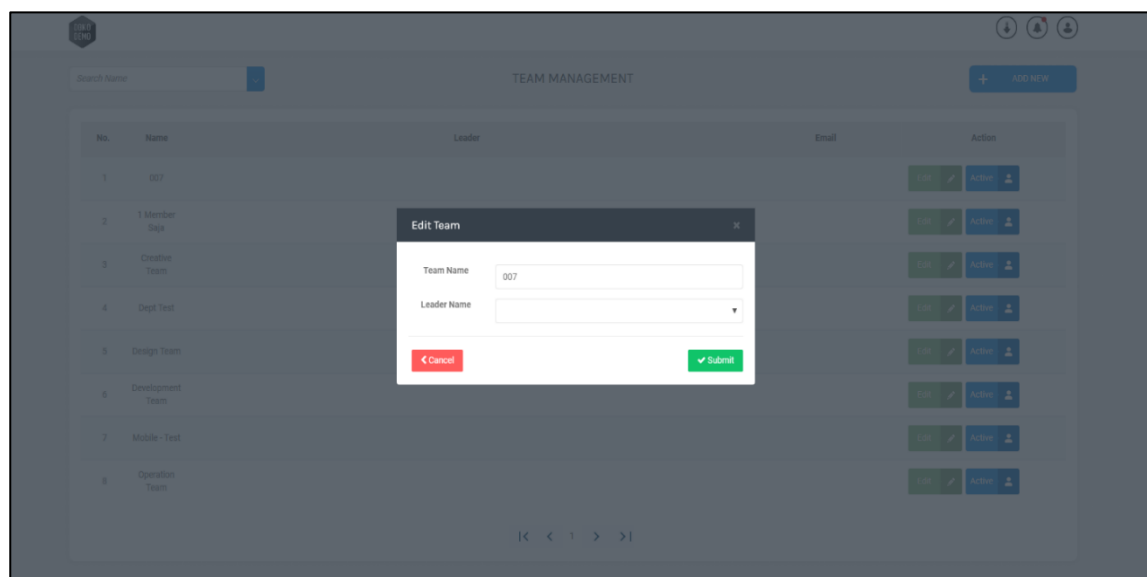 ZOKO
DEMO
Search Name
TEAM MANAGEMENT
+ ADD NEW
No. Name Leader Email Action
1 007 Edit Active
2 T Member
Raja Edit Active
3 Creative
Team Edit Active
4 Dept Test Edit Active
5 Design Team Edit Active
6 Development
Team Edit Active
7 Mobile - Test Edit Active
8 Operation
Team Edit Active
Edit Team ×
Team Name 007
Leader Name
Cancel Submit
1